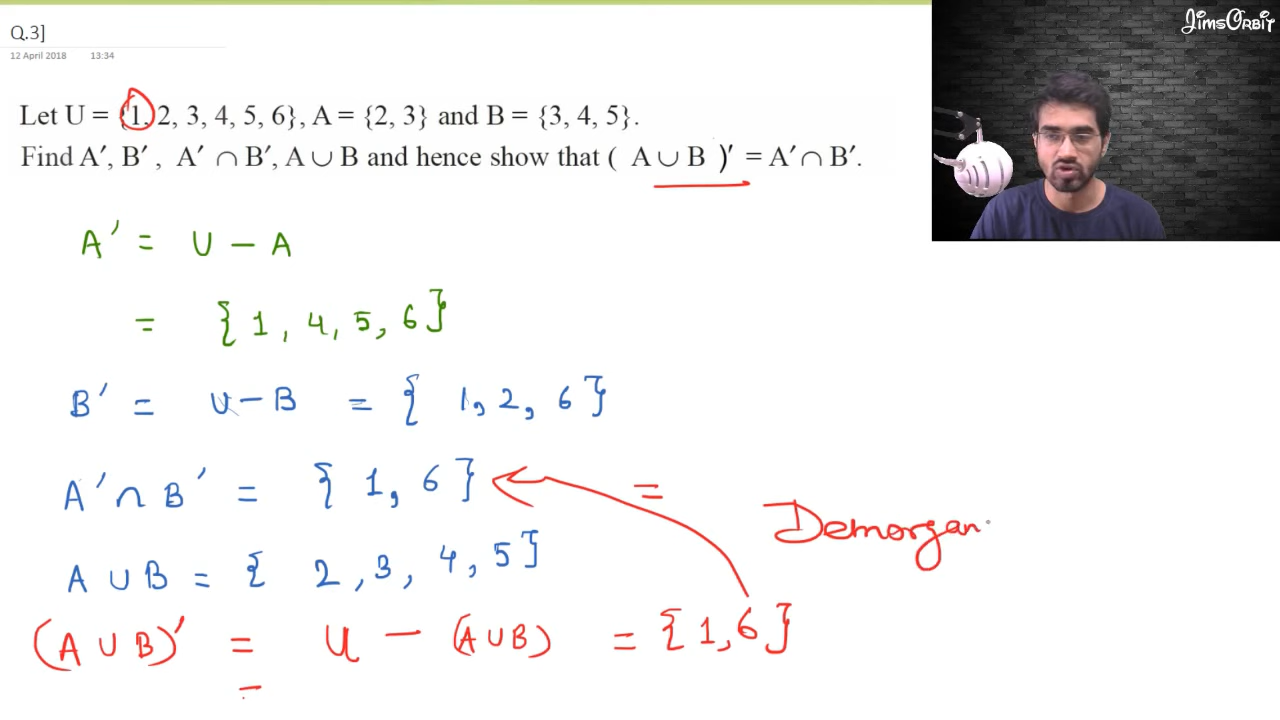 Q.3]
12 April 2018 13:34
JimsOrbit
Let U = {1, 2, 3, 4, 5, 6}, A = {2, 3} and B = {3, 4, 5}.
Find A′, B′ , A′ ∩ B′, A ∪ B and hence show that ( A ∪ B )′ = A′∩ B′.
A′ = U − A
= { 1, 4, 5, 6 }
B′ = U − B = { 1, 2, 6 }
A′ ∩ B′ = { 1, 6 } =
Demorgan
A ∪ B = { 2, 3, 4, 5 }
(A ∪ B)′ = U − (A ∪ B) = { 1, 6 }